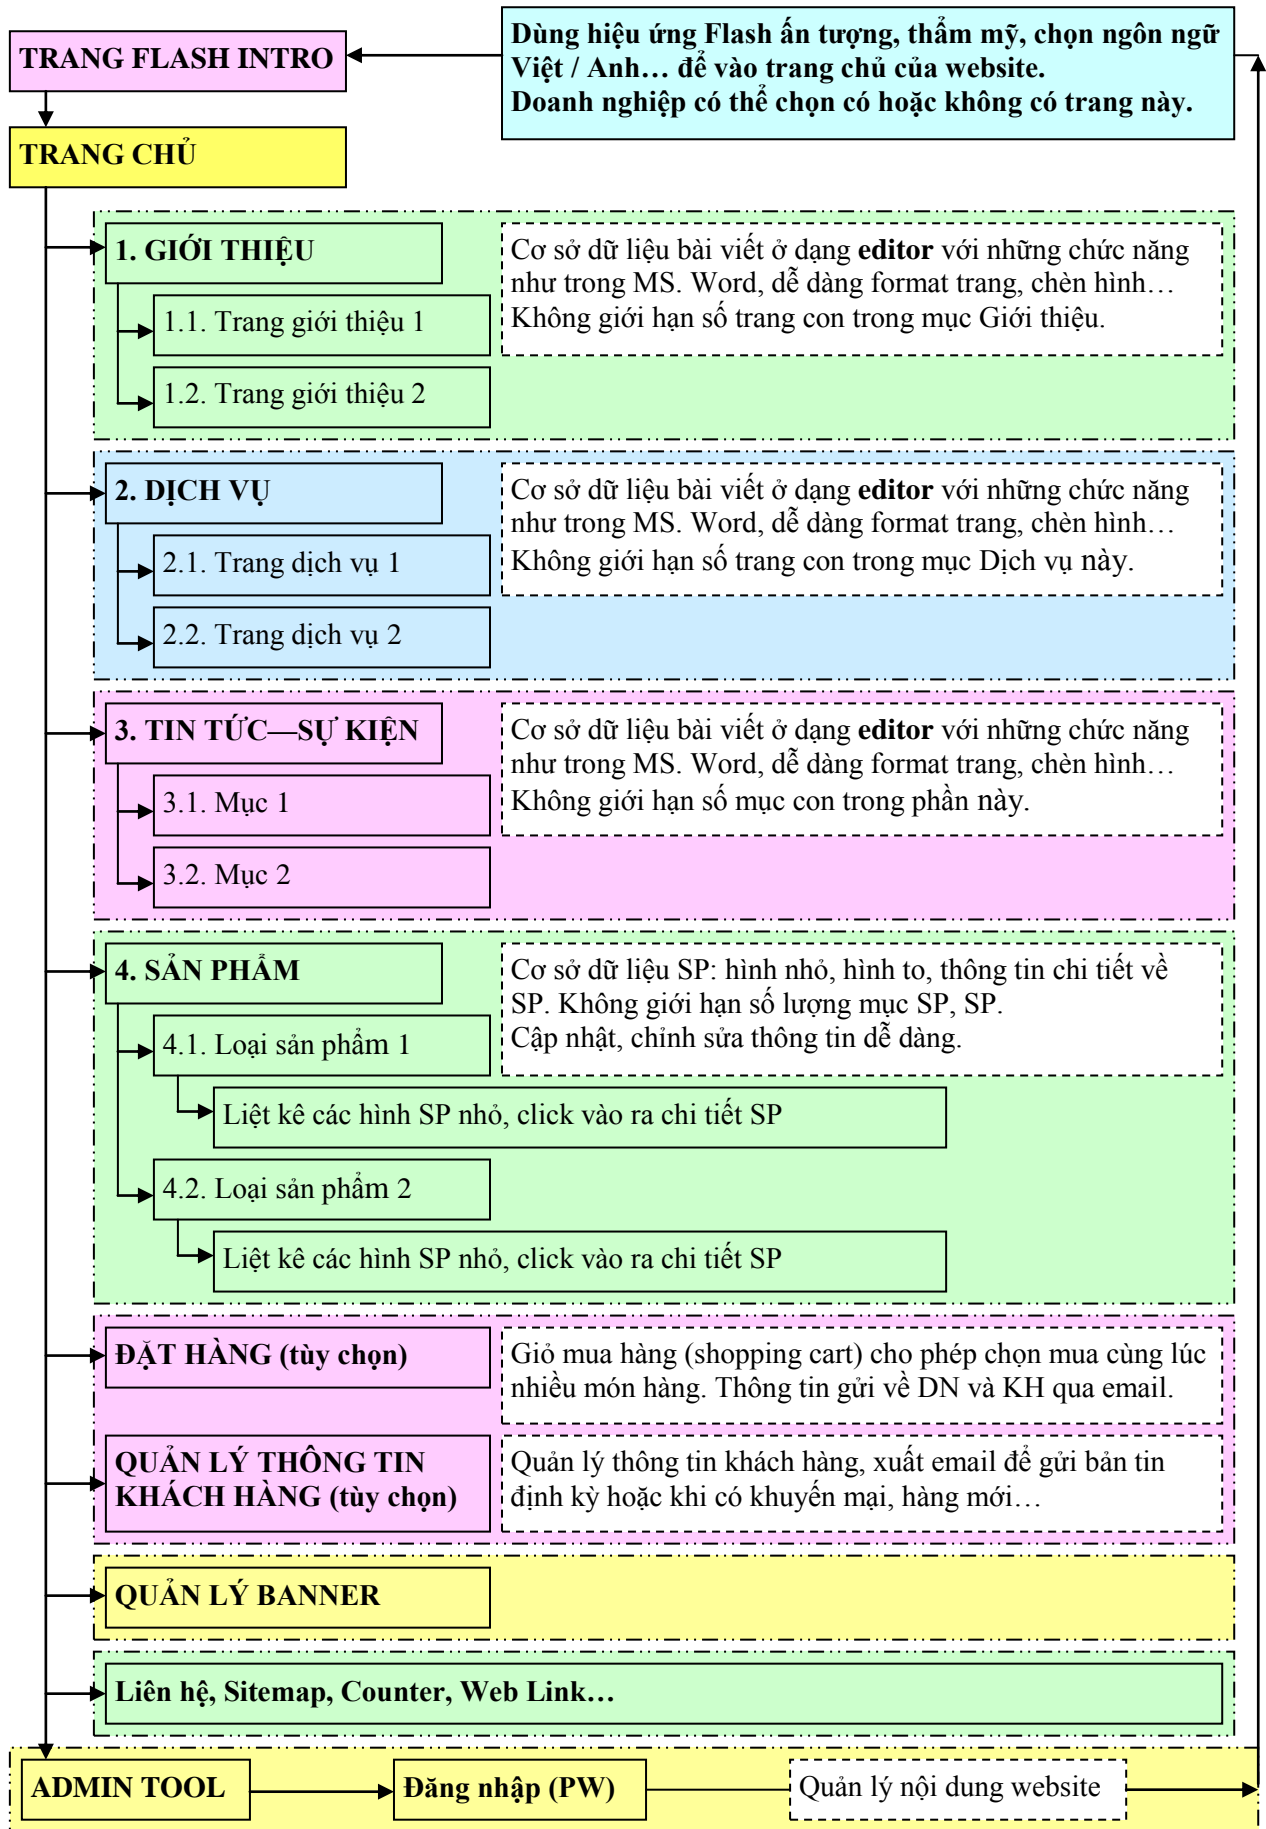 TRANG FLASH INTRO
Dùng hiệu ứng Flash ấn tượng, thẩm mỹ, chọn ngôn ngữ
Việt / Anh… để vào trang chủ của website.
Doanh nghiệp có thể chọn có hoặc không có trang này.
TRANG CHỦ
1. GIỚI THIỆU
Cơ sở dữ liệu bài viết ở dạng editor với những chức năng
như trong MS. Word, dễ dàng format trang, chèn hình…
Không giới hạn số trang con trong mục Giới thiệu.
1.1. Trang giới thiệu 1
1.2. Trang giới thiệu 2
2. DỊCH VỤ
Cơ sở dữ liệu bài viết ở dạng editor với những chức năng
như trong MS. Word, dễ dàng format trang, chèn hình…
Không giới hạn số trang con trong mục Dịch vụ này.
2.1. Trang dịch vụ 1
2.2. Trang dịch vụ 2
3. TIN TỨC—SỰ KIỆN
Cơ sở dữ liệu bài viết ở dạng editor với những chức năng
như trong MS. Word, dễ dàng format trang, chèn hình…
Không giới hạn số mục con trong phần này.
3.1. Mục 1
3.2. Mục 2
4. SẢN PHẨM
Cơ sở dữ liệu SP: hình nhỏ, hình to, thông tin chi tiết về
SP. Không giới hạn số lượng mục SP, SP.
Cập nhật, chỉnh sửa thông tin dễ dàng.
4.1. Loại sản phẩm 1
Liệt kê các hình SP nhỏ, click vào ra chi tiết SP
4.2. Loại sản phẩm 2
Liệt kê các hình SP nhỏ, click vào ra chi tiết SP
ĐẶT HÀNG (tùy chọn)
Giỏ mua hàng (shopping cart) cho phép chọn mua cùng lúc
nhiều món hàng. Thông tin gửi về DN và KH qua email.
QUẢN LÝ THÔNG TIN
KHÁCH HÀNG (tùy chọn)
Quản lý thông tin khách hàng, xuất email để gửi bản tin
định kỳ hoặc khi có khuyến mại, hàng mới…
QUẢN LÝ BANNER
Liên hệ, Sitemap, Counter, Web Link…
ADMIN TOOL
Đăng nhập (PW)
Quản lý nội dung website